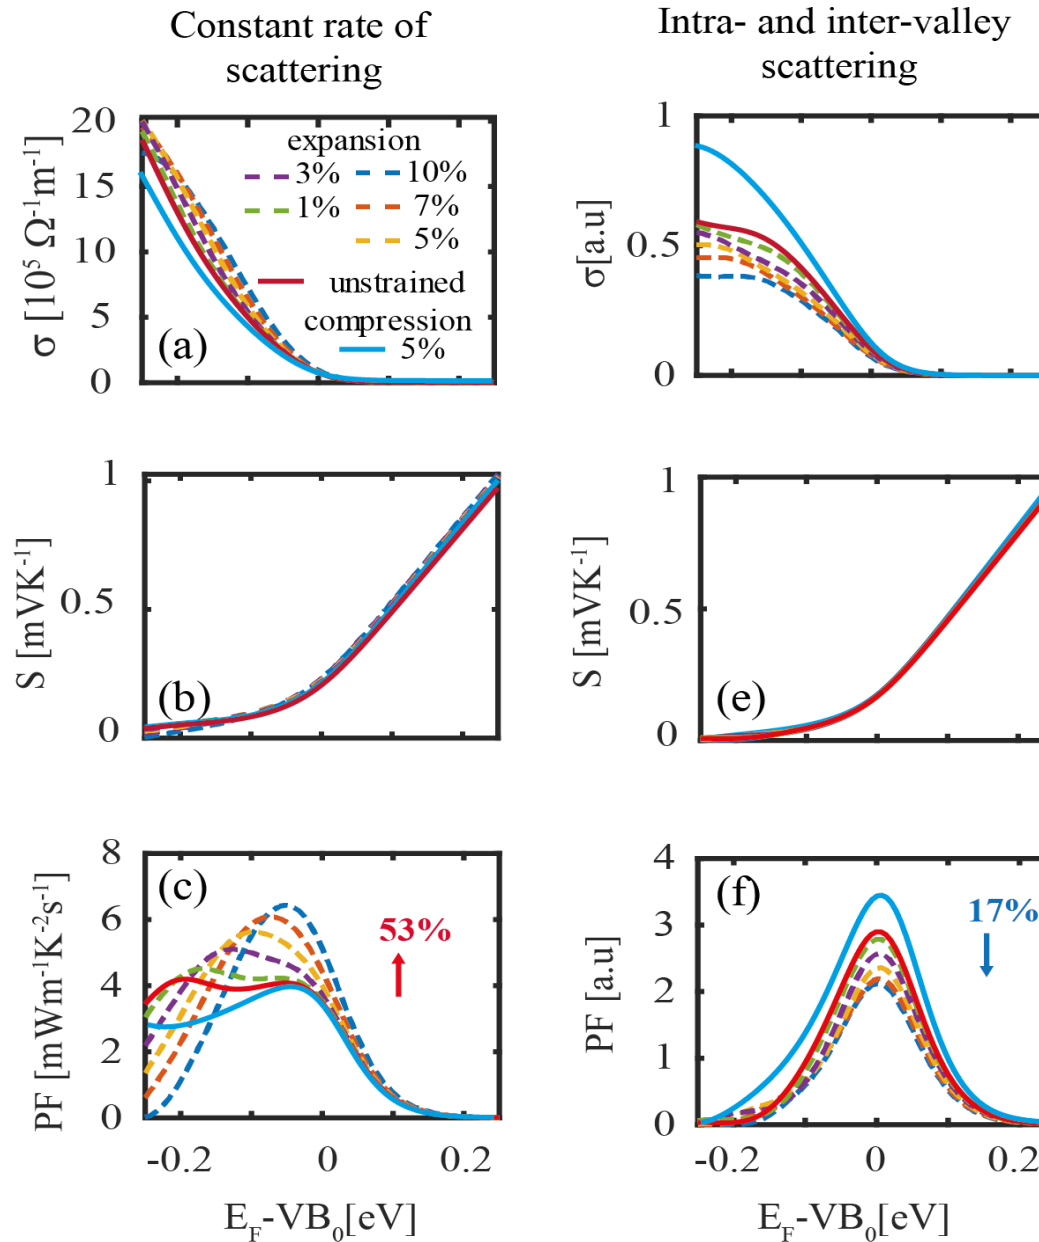 Constant rate of
scattering
Intra- and inter-valley
scattering
σ [10⁵ Ω⁻¹m⁻¹]
20
15
10
5
0
expansion
3%
10%
1%
7%
5%
unstrained
compression
5%
(a)
σ[a.u]
1
0.5
0
S [mVK⁻¹]
1
0.5
0
(b)
S [mVK⁻¹]
1
0.5
0
(e)
PF [mWm⁻¹K⁻²s⁻¹]
8
6
4
2
0
(c)
53%
-0.2
0
0.2
E_F-VB₀[eV]
PF [a.u]
4
3
2
1
0
(f)
17%
-0.2
0
0.2
E_F-VB₀[eV]